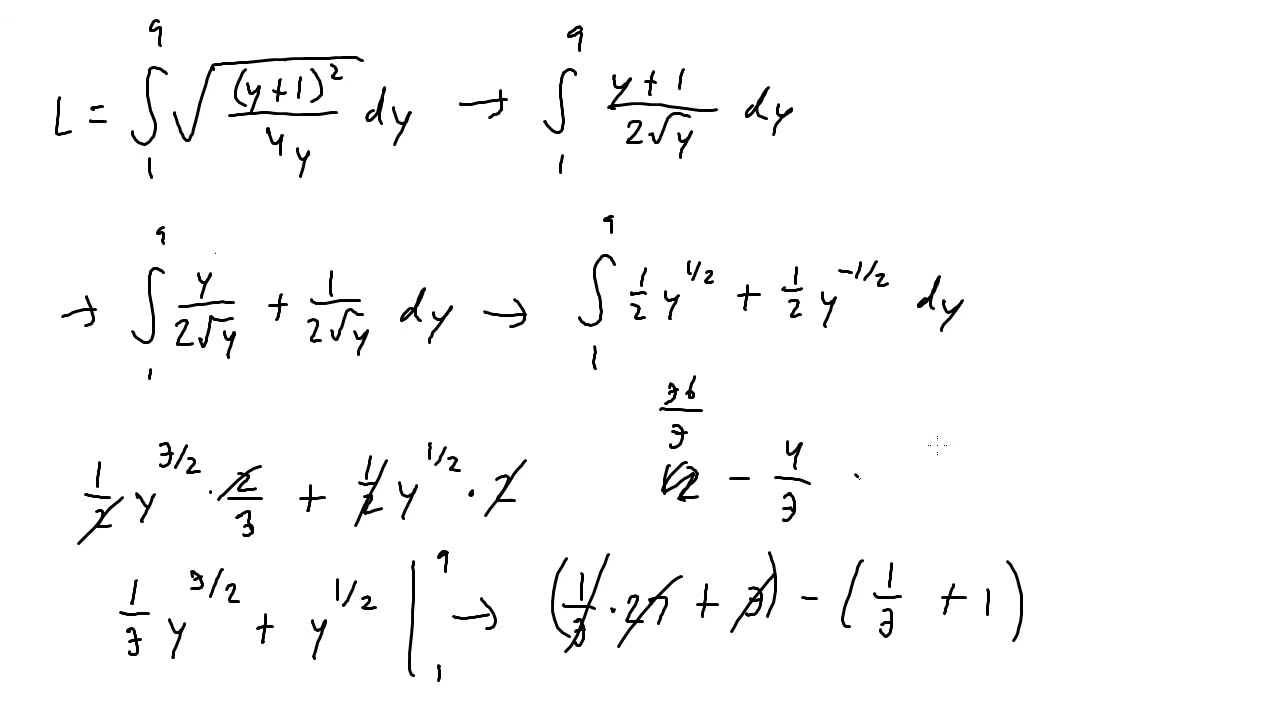 L = ∫₁⁹ √((y+1)²/(4y)) dy → ∫₁⁹ (y+1)/(2√y) dy
→ ∫₁⁹ y/(2√y) + 1/(2√y) dy → ∫₁⁹ 1/2 y^(1/2) + 1/2 y^(-1/2) dy
1/2 y^(3/2) · 2/3 + 1/2 y^(1/2) · 2
36/3 12 - 4/3
1/3 y^(3/2) + y^(1/2) |₁⁹ → (1/3 · 27 + 3) - (1/3 + 1)